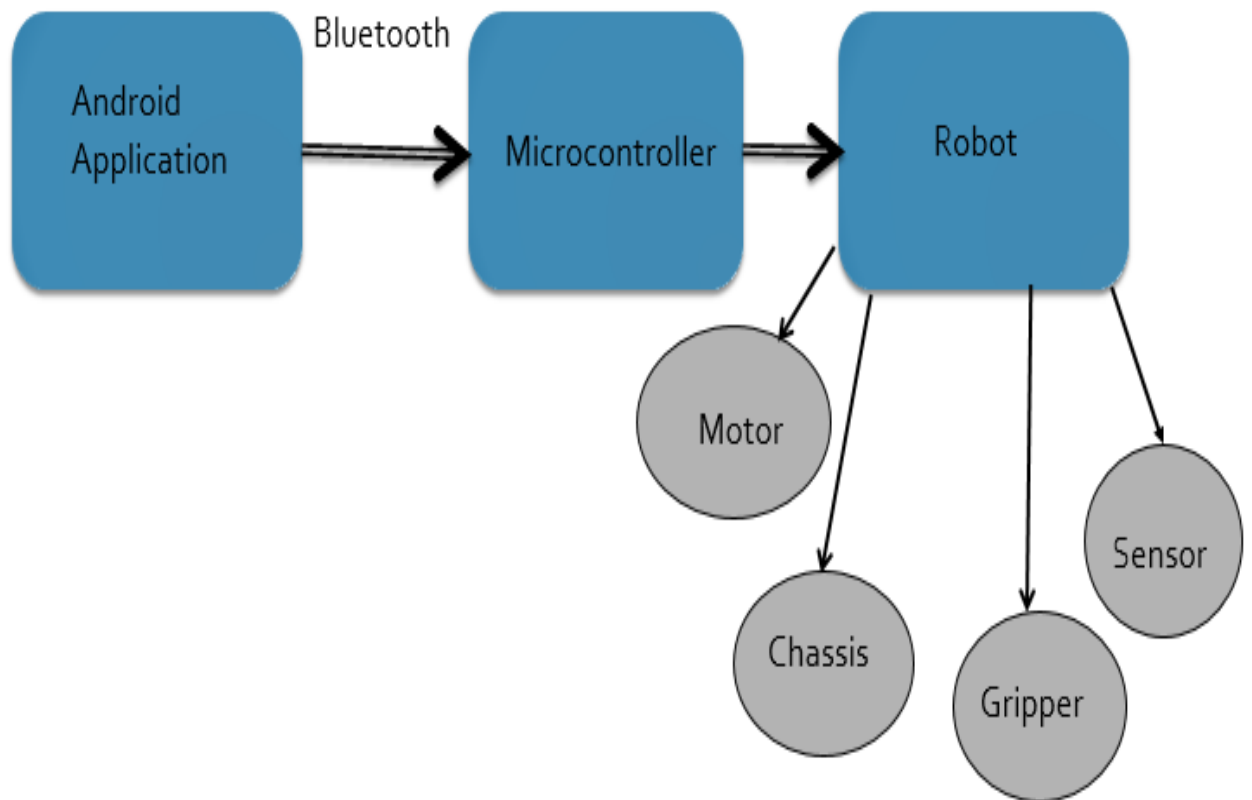 Bluetooth
Android
Application
Microcontroller
Robot
Motor
Chassis
Gripper
Sensor